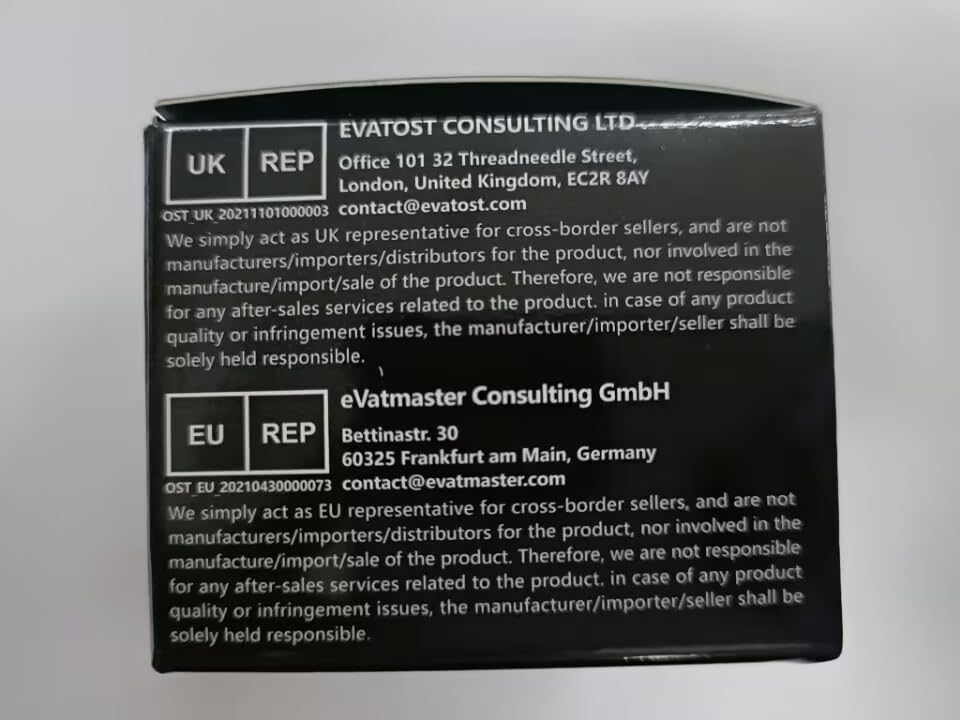 UK REP
EVATOST CONSULTING LTD
Office 101 32 Threadneedle Street,
London, United Kingdom, EC2R 8AY
OST_UK_20211101000003 contact@evatost.com
We simply act as UK representative for cross-border sellers, and are not
manufacturers/importers/distributors for the product, nor involved in the
manufacture/import/sale of the product. Therefore, we are not responsible
for any after-sales services related to the product. in case of any product
quality or infringement issues, the manufacturer/importer/seller shall be
solely held responsible.
EU REP
eVatmaster Consulting GmbH
Bettinastr. 30
60325 Frankfurt am Main, Germany
OST_EU_20210430000073 contact@evatmaster.com
We simply act as EU representative for cross-border sellers, and are not
manufacturers/importers/distributors for the product, nor involved in the
manufacture/import/sale of the product. Therefore, we are not responsible
for any after-sales services related to the product. in case of any product
quality or infringement issues, the manufacturer/importer/seller shall be
solely held responsible.